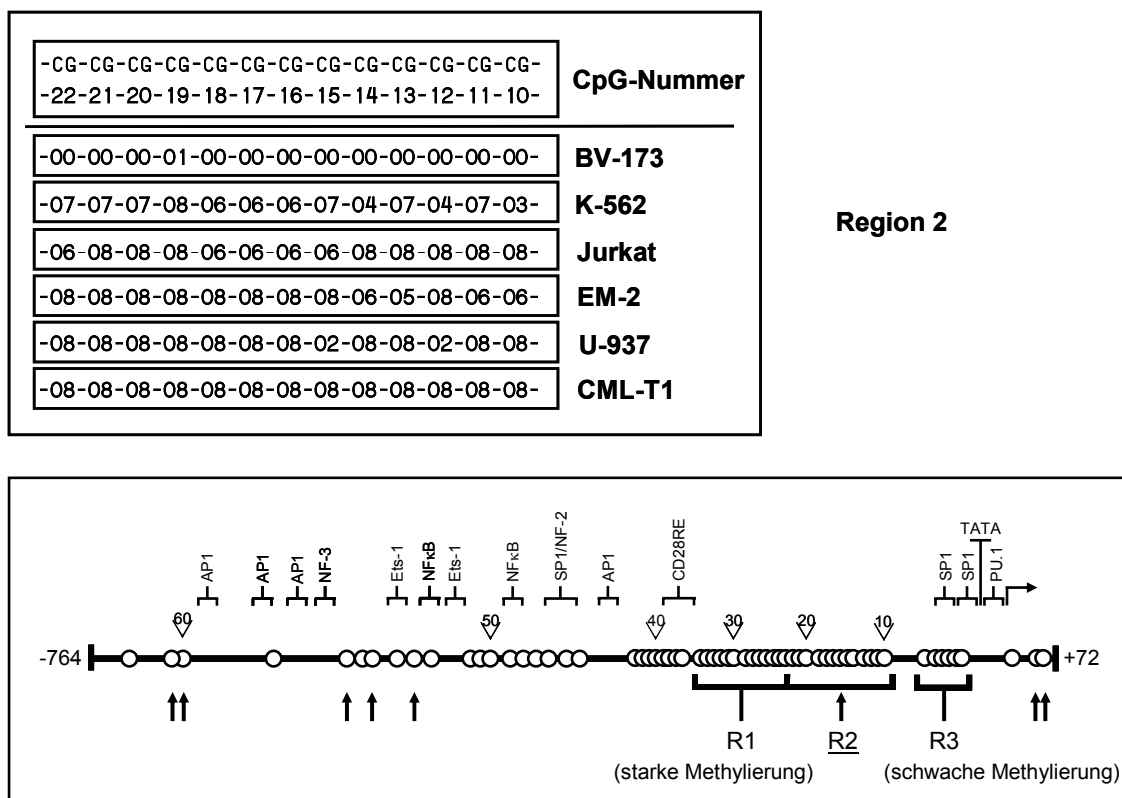 -CG-CG-CG-CG-CG-CG-CG-CG-CG-CG-CG-CG-CG-
-22-21-20-19-18-17-16-15-14-13-12-11-10-
CpG-Nummer
-00-00-00-01-00-00-00-00-00-00-00-00-00-
BV-173
-07-07-07-08-06-06-06-07-04-07-04-07-03-
K-562
-06-08-08-08-06-06-06-06-08-08-08-08-08-
Jurkat
-08-08-08-08-08-08-08-08-06-05-08-06-06-
EM-2
-08-08-08-08-08-08-08-02-08-08-02-08-08-
U-937
-08-08-08-08-08-08-08-08-08-08-08-08-08-
CML-T1
Region 2
AP1
AP1
AP1
NF-3
Ets-1
NFκB
Ets-1
NFκB
SP1/NF-2
AP1
CD28RE
SP1
SP1
TATA
PU.1
60
50
40
30
20
10
-764
+72
R1
R2
R3
(starke Methylierung)
(schwache Methylierung)